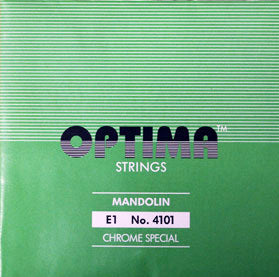 OPTIMA™
STRINGS
MANDOLIN
E1 No. 4101
CHROME SPECIAL